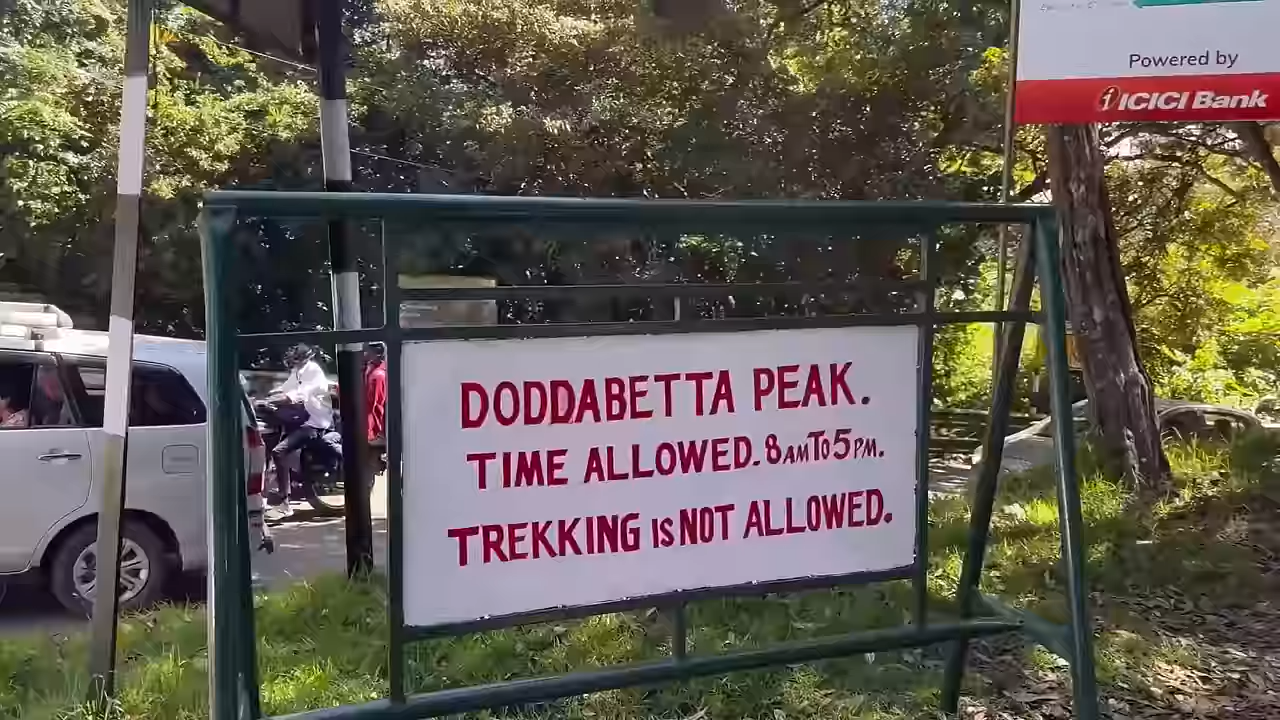 Powered by
ICICI Bank
DODDABETTA PEAK.
TIME ALLOWED. 8AM TO 5PM.
TREKKING IS NOT ALLOWED.